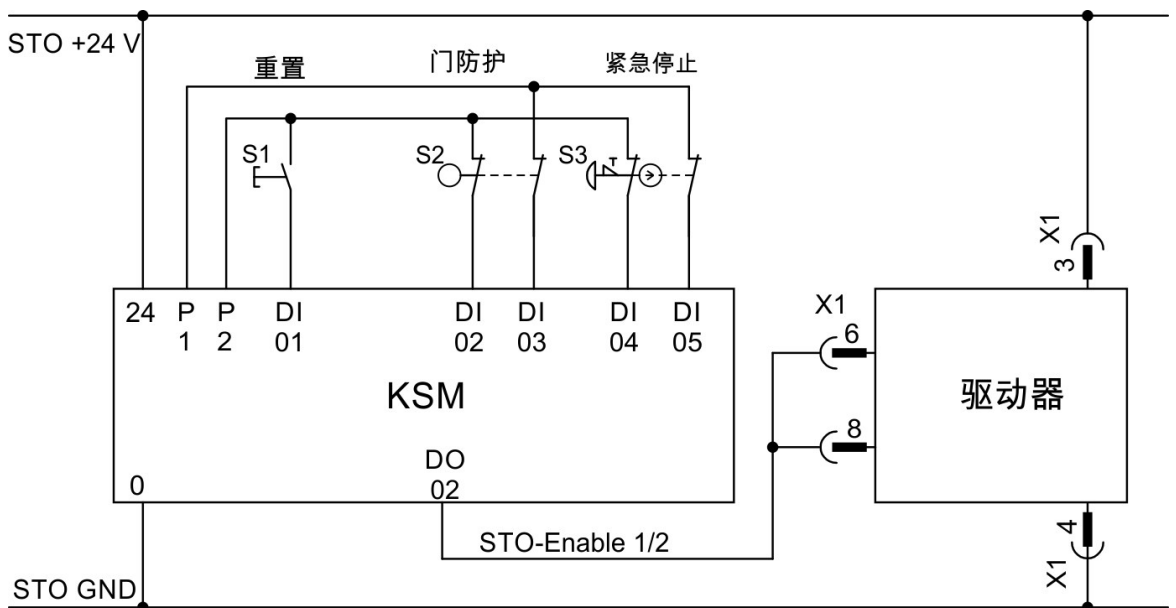 STO +24 V
重置
门防护
紧急停止
S1
S2
S3
X1
3
24
P
1
P
2
DI
01
DI
02
DI
03
DI
04
DI
05
X1
6
KSM
驱动器
8
DO
02
0
STO-Enable 1/2
4
X1
STO GND